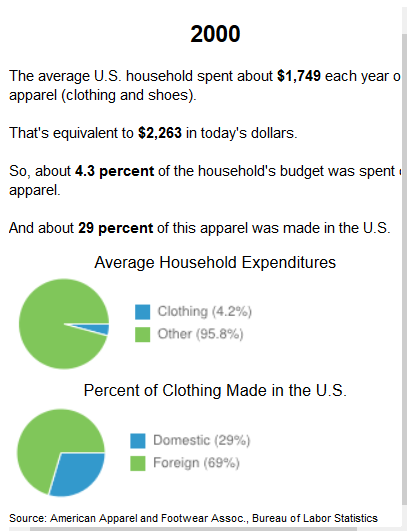 2000
The average U.S. household spent about $1,749 each year o
apparel (clothing and shoes).
That's equivalent to $2,263 in today's dollars.
So, about 4.3 percent of the household's budget was spent
apparel.
And about 29 percent of this apparel was made in the U.S.
Average Household Expenditures
Clothing (4.2%)
Other (95.8%)
Percent of Clothing Made in the U.S.
Domestic (29%)
Foreign (69%)
Source: American Apparel and Footwear Assoc., Bureau of Labor Statistics